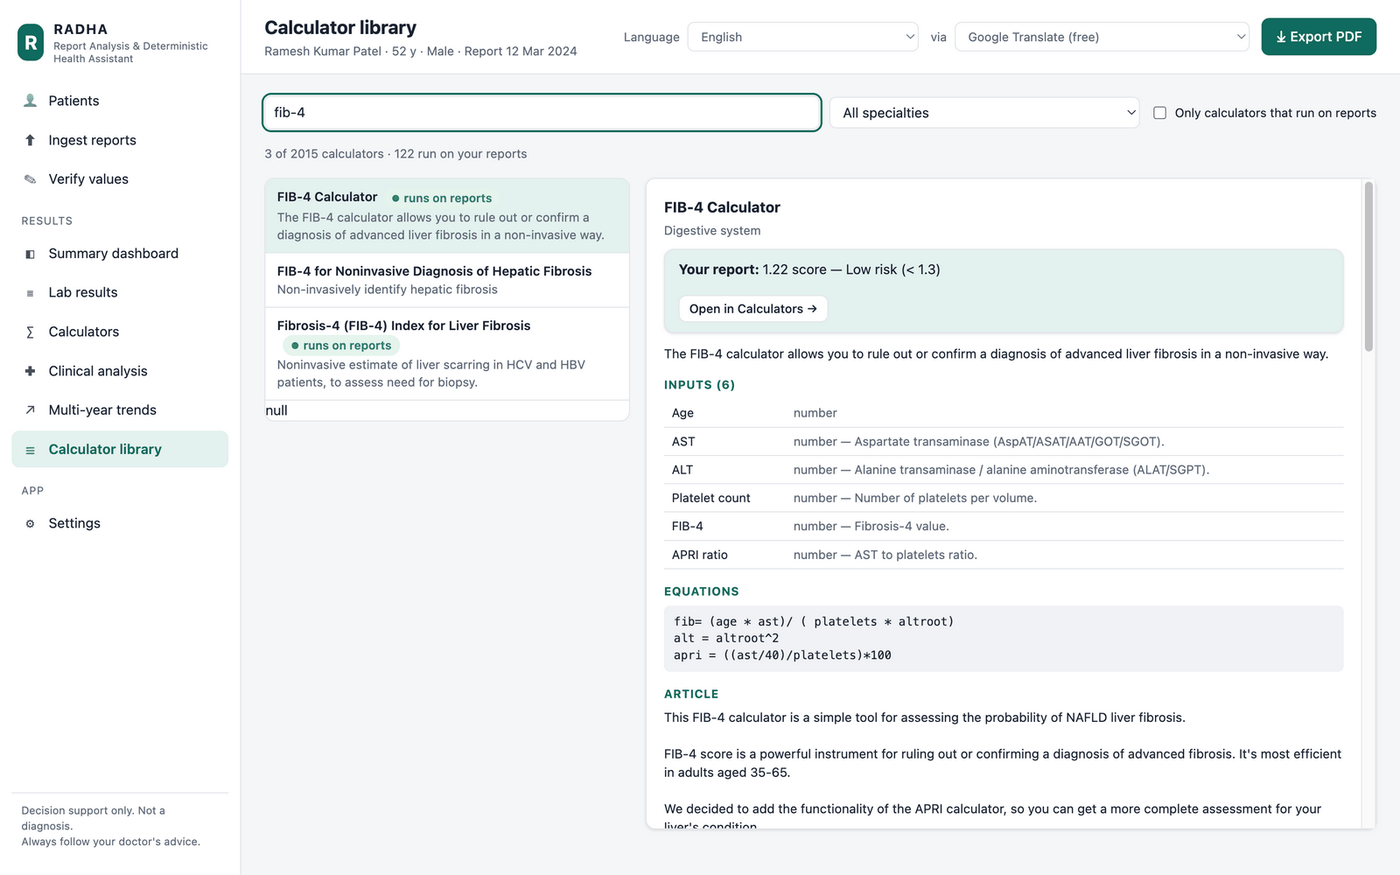 R
RADHA
Report Analysis & Deterministic
Health Assistant
Patients
Ingest reports
Verify values
RESULTS
Summary dashboard
Lab results
Calculators
Clinical analysis
Multi-year trends
Calculator library
APP
Settings
Decision support only. Not a
diagnosis.
Always follow your doctor's advice.
Calculator library
Ramesh Kumar Patel · 52 y · Male · Report 12 Mar 2024
Language
English
via
Google Translate (free)
Export PDF
fib-4
All specialties
Only calculators that run on reports
3 of 2015 calculators · 122 run on your reports
FIB-4 Calculator ● runs on reports
The FIB-4 calculator allows you to rule out or confirm a
diagnosis of advanced liver fibrosis in a non-invasive way.
FIB-4 for Noninvasive Diagnosis of Hepatic Fibrosis
Non-invasively identify hepatic fibrosis
Fibrosis-4 (FIB-4) Index for Liver Fibrosis
● runs on reports
Noninvasive estimate of liver scarring in HCV and HBV
patients, to assess need for biopsy.
null
FIB-4 Calculator
Digestive system
Your report: 1.22 score — Low risk (< 1.3)
Open in Calculators →
The FIB-4 calculator allows you to rule out or confirm a diagnosis of advanced liver fibrosis in a non-invasive way.
INPUTS (6)
Age number
AST number — Aspartate transaminase (AspAT/ASAT/AAT/GOT/SGOT).
ALT number — Alanine transaminase / alanine aminotransferase (ALAT/SGPT).
Platelet count number — Number of platelets per volume.
FIB-4 number — Fibrosis-4 value.
APRI ratio number — AST to platelets ratio.
EQUATIONS
fib= (age * ast)/ ( platelets * altroot)
alt = altroot^2
apri = ((ast/40)/platelets)*100
ARTICLE
This FIB-4 calculator is a simple tool for assessing the probability of NAFLD liver fibrosis.
FIB-4 score is a powerful instrument for ruling out or confirming a diagnosis of advanced fibrosis. It's most efficient
in adults aged 35-65.
We decided to add the functionality of the APRI calculator, so you can get a more complete assessment for your
liver's condition.